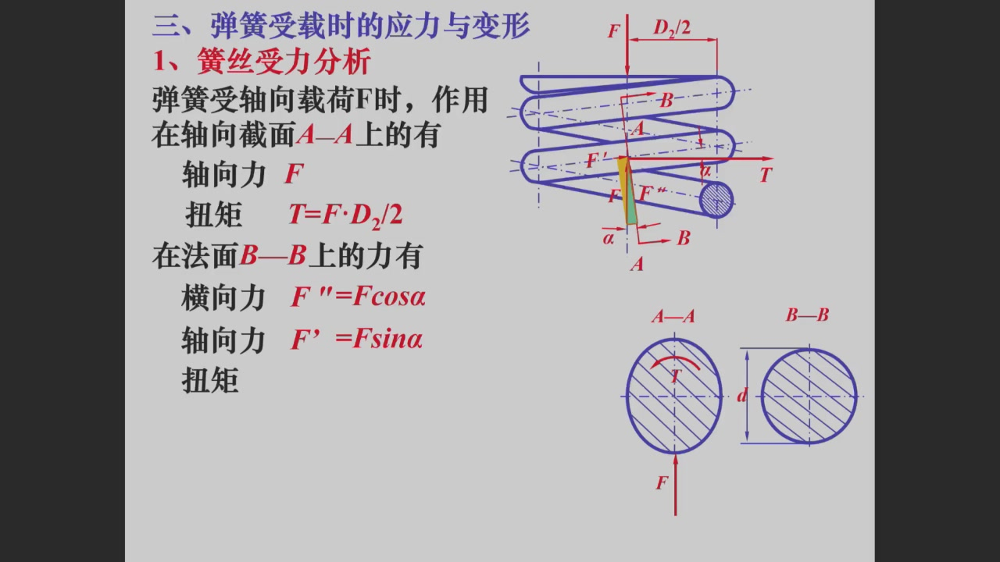 三、弹簧受载时的应力与变形
1、簧丝受力分析
弹簧受轴向载荷F时，作用
在轴向截面A—A上的有
轴向力 F
扭矩 T=F·D₂/2
在法面B—B上的力有
横向力 F″=Fcosα
轴向力 F’ =Fsinα
扭矩
F
D₂/2
B
A
F′
T
α
F
F″
α
B
A
A—A
B—B
T
d
F